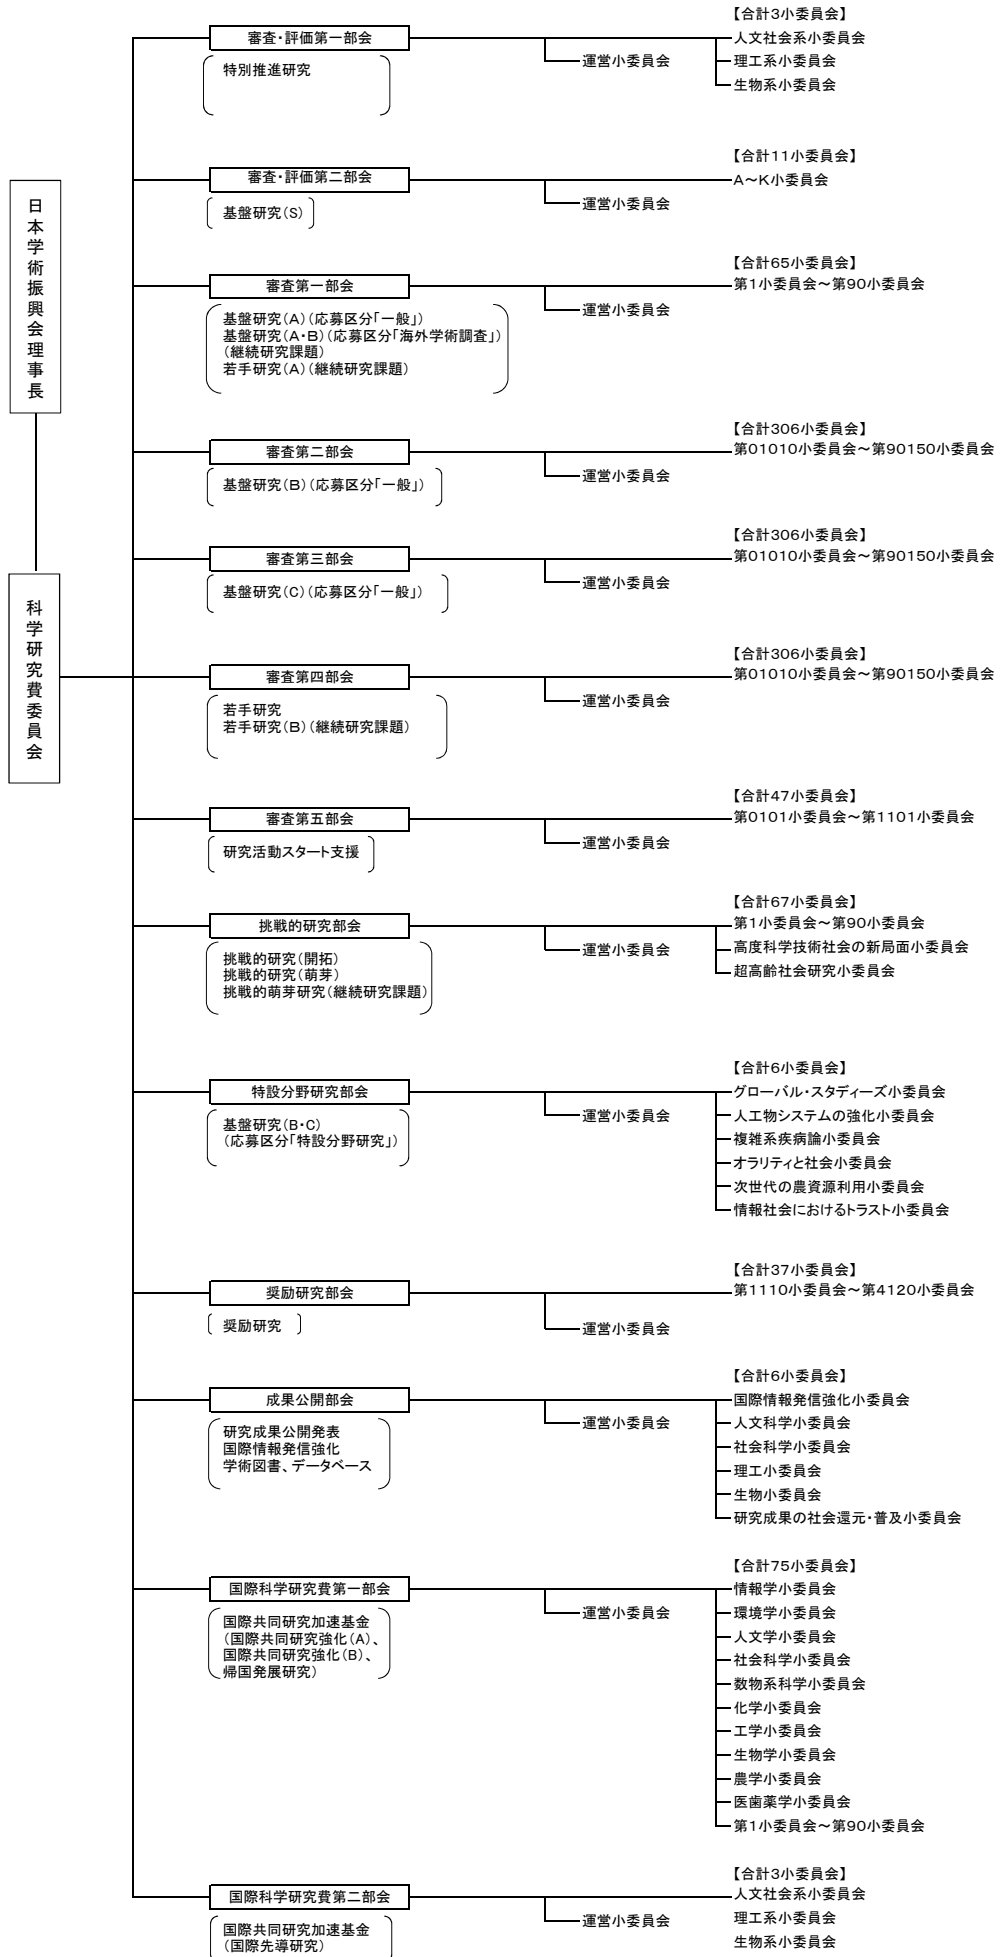 日本学術振興会理事長
科学研究費委員会
【合計3小委員会】
審査・評価第一部会
人文社会系小委員会
運営小委員会
理工系小委員会
特別推進研究
生物系小委員会
【合計11小委員会】
審査・評価第二部会
A～K小委員会
運営小委員会
基盤研究(S)
【合計65小委員会】
審査第一部会
第1小委員会～第90小委員会
運営小委員会
基盤研究(A)(応募区分「一般」)
基盤研究(A・B)(応募区分「海外学術調査」)
(継続研究課題)
若手研究(A)(継続研究課題)
【合計306小委員会】
審査第二部会
第01010小委員会～第90150小委員会
運営小委員会
基盤研究(B)(応募区分「一般」)
【合計306小委員会】
審査第三部会
第01010小委員会～第90150小委員会
運営小委員会
基盤研究(C)(応募区分「一般」)
【合計306小委員会】
審査第四部会
第01010小委員会～第90150小委員会
運営小委員会
若手研究
若手研究(B)(継続研究課題)
【合計47小委員会】
審査第五部会
第0101小委員会～第1101小委員会
運営小委員会
研究活動スタート支援
【合計67小委員会】
挑戦的研究部会
第1小委員会～第90小委員会
運営小委員会
高度科学技術社会の新局面小委員会
超高齢社会研究小委員会
挑戦的研究(開拓)
挑戦的研究(萌芽)
挑戦的萌芽研究(継続研究課題)
【合計6小委員会】
特設分野研究部会
グローバル・スタディーズ小委員会
運営小委員会
人工物システムの強化小委員会
基盤研究(B・C)
(応募区分「特設分野研究」)
複雑系疾病論小委員会
オラリティと社会小委員会
次世代の農資源利用小委員会
情報社会におけるトラスト小委員会
【合計37小委員会】
奨励研究部会
第1110小委員会～第4120小委員会
運営小委員会
奨励研究
【合計6小委員会】
成果公開部会
国際情報発信強化小委員会
運営小委員会
人文科学小委員会
研究成果公開発表
国際情報発信強化
学術図書、データベース
社会科学小委員会
理工小委員会
生物小委員会
研究成果の社会還元・普及小委員会
【合計75小委員会】
国際科学研究費第一部会
情報学小委員会
運営小委員会
環境学小委員会
国際共同研究加速基金
(国際共同研究強化(A)、
国際共同研究強化(B)、
帰国発展研究)
人文学小委員会
社会科学小委員会
数物系科学小委員会
化学小委員会
工学小委員会
生物学小委員会
農学小委員会
医歯薬学小委員会
第1小委員会～第90小委員会
【合計3小委員会】
国際科学研究費第二部会
人文社会系小委員会
運営小委員会
理工系小委員会
国際共同研究加速基金
(国際先導研究)
生物系小委員会